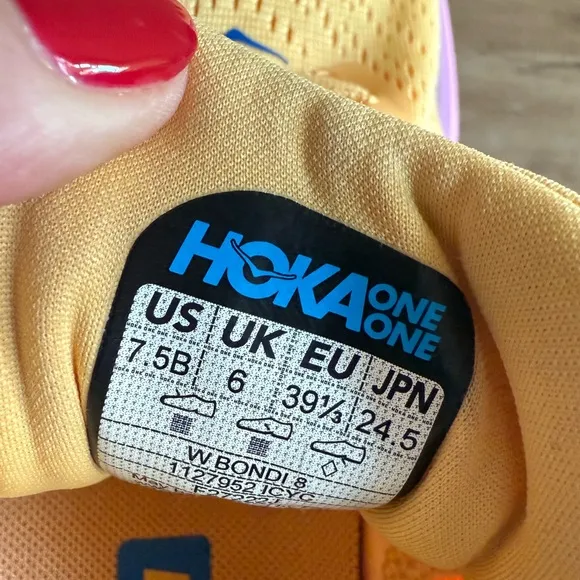 HOKA ONE ONE
US UK EU JPN
7.5B 6 39⅓ 24.5
W BONDI 8
1127952 ICYC